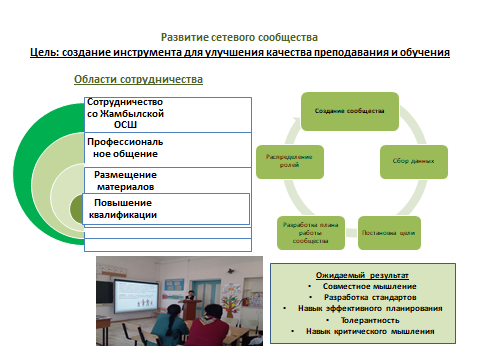 Развитие сетевого сообщества
Цель: создание инструмента для улучшения качества преподавания и обучения
Области сотрудничества
Сотрудничество
со Жамбылской
ОСШ
Профессиональ
ное общение
Размещение
материалов
Повышение
квалификации
Создание сообщества
Сбор данных
Постановка цели
Разработка плана
работы
сообщества
Распределение
ролей
Ожидаемый результат
• Совместное мышление
• Разработка стандартов
• Навык эффективного планирования
• Толерантность
• Навык критического мышления